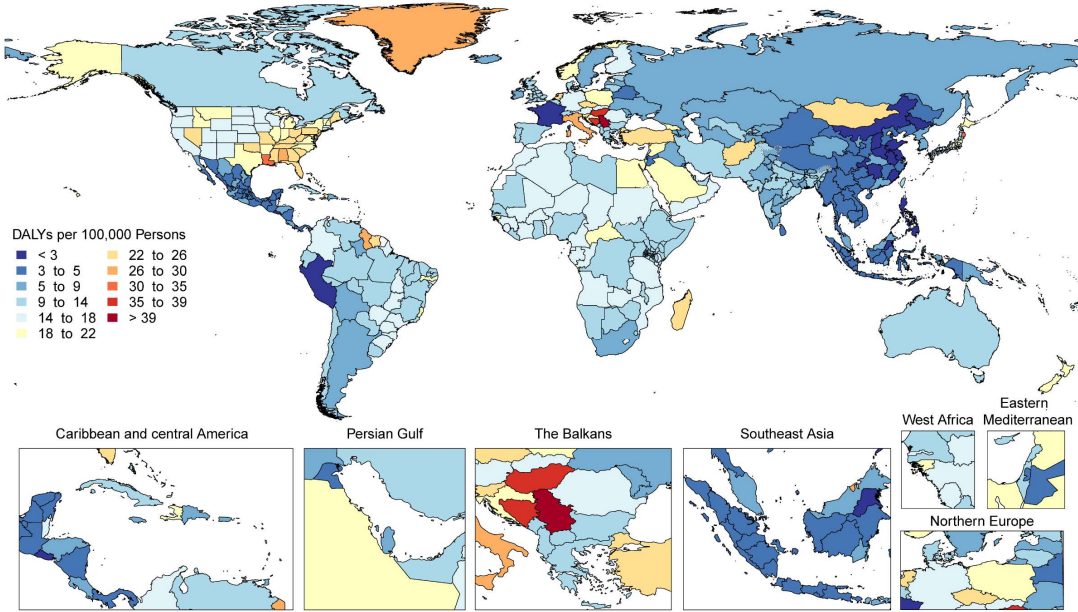 DALYs per 100,000 Persons
< 3
3 to 5
5 to 9
9 to 14
14 to 18
18 to 22
22 to 26
26 to 30
30 to 35
35 to 39
> 39
Caribbean and central America
Persian Gulf
The Balkans
Southeast Asia
West Africa
Eastern
Mediterranean
Northern Europe